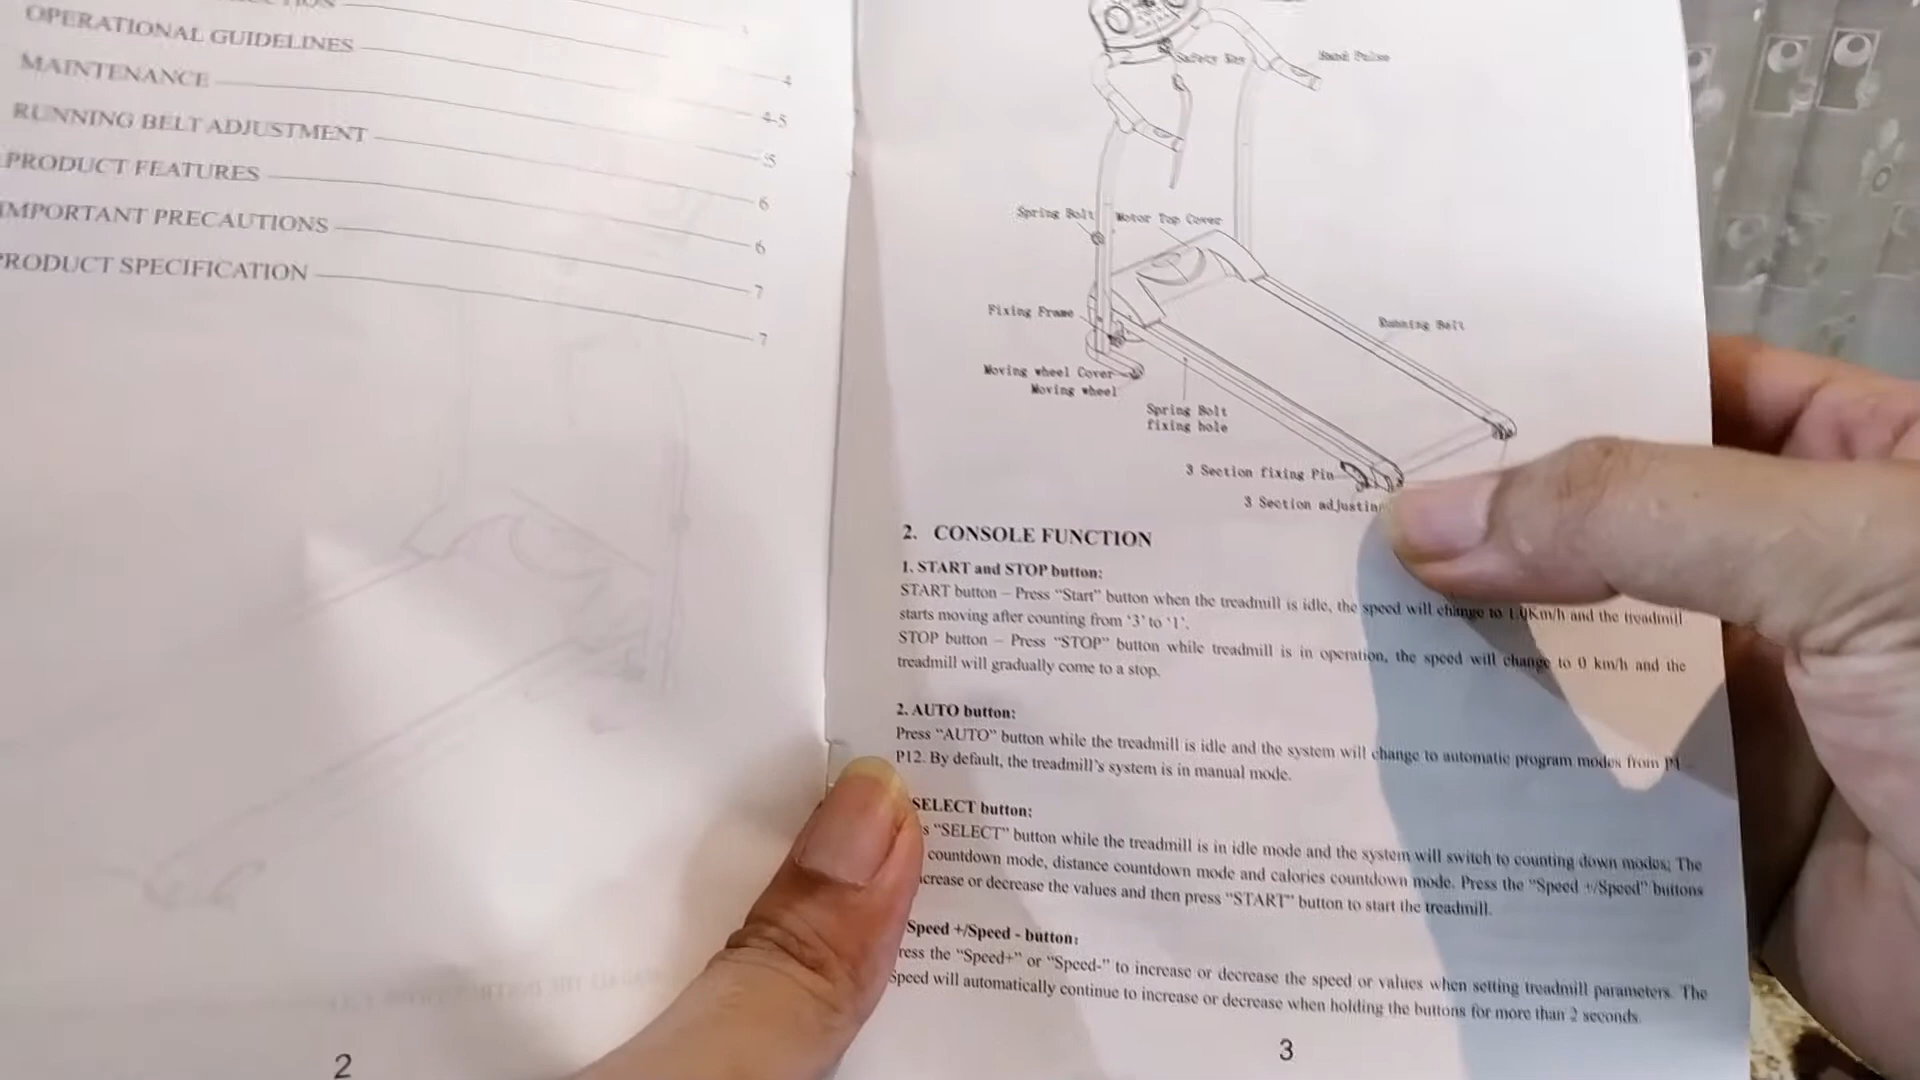 OPERATIONAL GUIDELINES 4
MAINTENANCE 4-5
RUNNING BELT ADJUSTMENT 5
PRODUCT FEATURES 6
IMPORTANT PRECAUTIONS 6
PRODUCT SPECIFICATION 7
7
2
Safety Key
Hand Pulse
Spring Bolt
Motor Top Cover
Fixing Frame
Running Belt
Moving wheel Cover
Moving wheel
Spring Bolt
fixing hole
3 Section fixing Pin
3 Section adjustin
2. CONSOLE FUNCTION
1. START and STOP button:
START button – Press “Start” button when the treadmill is idle, the speed will change to 1.0Km/h and the treadmill
starts moving after counting from ‘3’ to ‘1’.
STOP button – Press “STOP” button while treadmill is in operation, the speed will change to 0 km/h and the
treadmill will gradually come to a stop.
2. AUTO button:
Press “AUTO” button while the treadmill is idle and the system will change to automatic program modes from P1 –
P12. By default, the treadmill’s system is in manual mode.
SELECT button:
s “SELECT” button while the treadmill is in idle mode and the system will switch to counting down modes; The
countdown mode, distance countdown mode and calories countdown mode. Press the “Speed +/Speed” buttons
crease or decrease the values and then press “START” button to start the treadmill.
Speed +/Speed - button:
ress the “Speed+” or “Speed-” to increase or decrease the speed or values when setting treadmill parameters. The
Speed will automatically continue to increase or decrease when holding the buttons for more than 2 seconds.
3